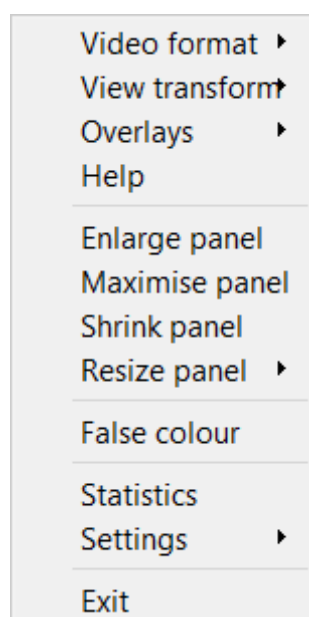 Video format
View transform
Overlays
Help
Enlarge panel
Maximise panel
Shrink panel
Resize panel
False colour
Statistics
Settings
Exit